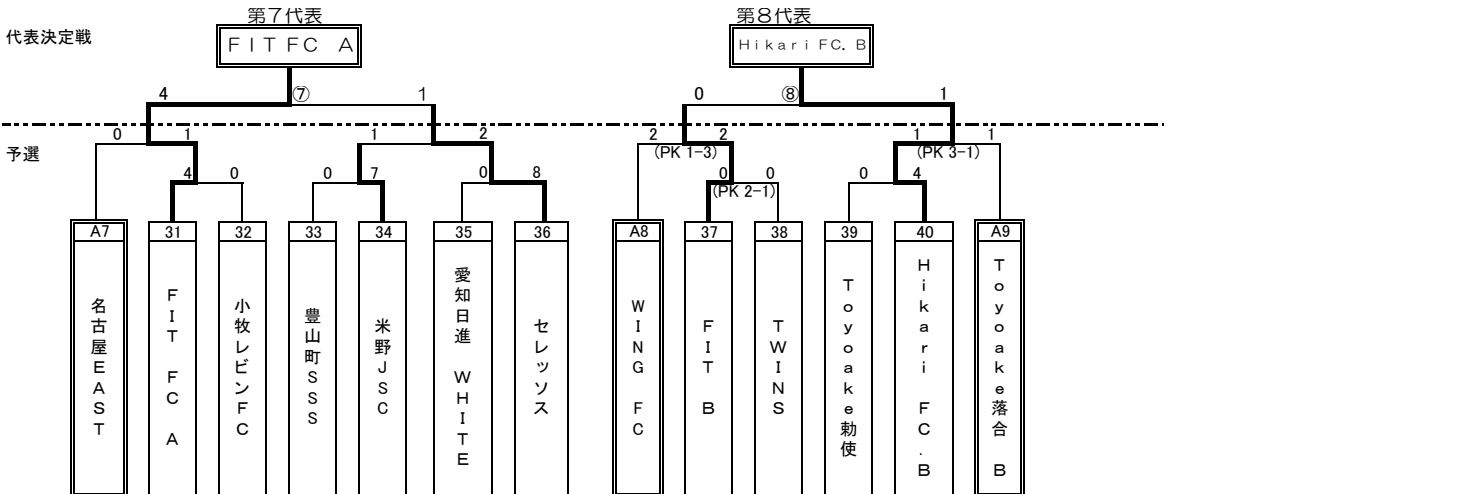 第7代表 第8代表
代表決定戦
ＦＩＴ ＦＣ　Ａ Ｈｉｋａｒｉ ＦＣ．Ｂ
4 ⑦ 1 0 ⑧ 1
0 1 1 2 2 2 1 1
予選 (PK 1-3) (PK 3-1)
4 0 0 7 0 8 0 0 0 4
(PK 2-1)
A7 31 32 33 34 35 36 A8 37 38 39 40 A9
名古屋ＥＡＳＴ
ＦＩＴ　ＦＣ　Ａ
小牧レビンＦＣ
豊山町ＳＳＳ
米野ＪＳＣ
愛知日進　ＷＨＩＴＥ
セレッソス
ＷＩＮＧ　ＦＣ
ＦＩＴ　Ｂ
ＴＷＩＮＳ
Ｔｏｙｏａｋｅ勅使
Ｈｉｋａｒｉ　ＦＣ．Ｂ
Ｔｏｙｏａｋｅ落合　Ｂ